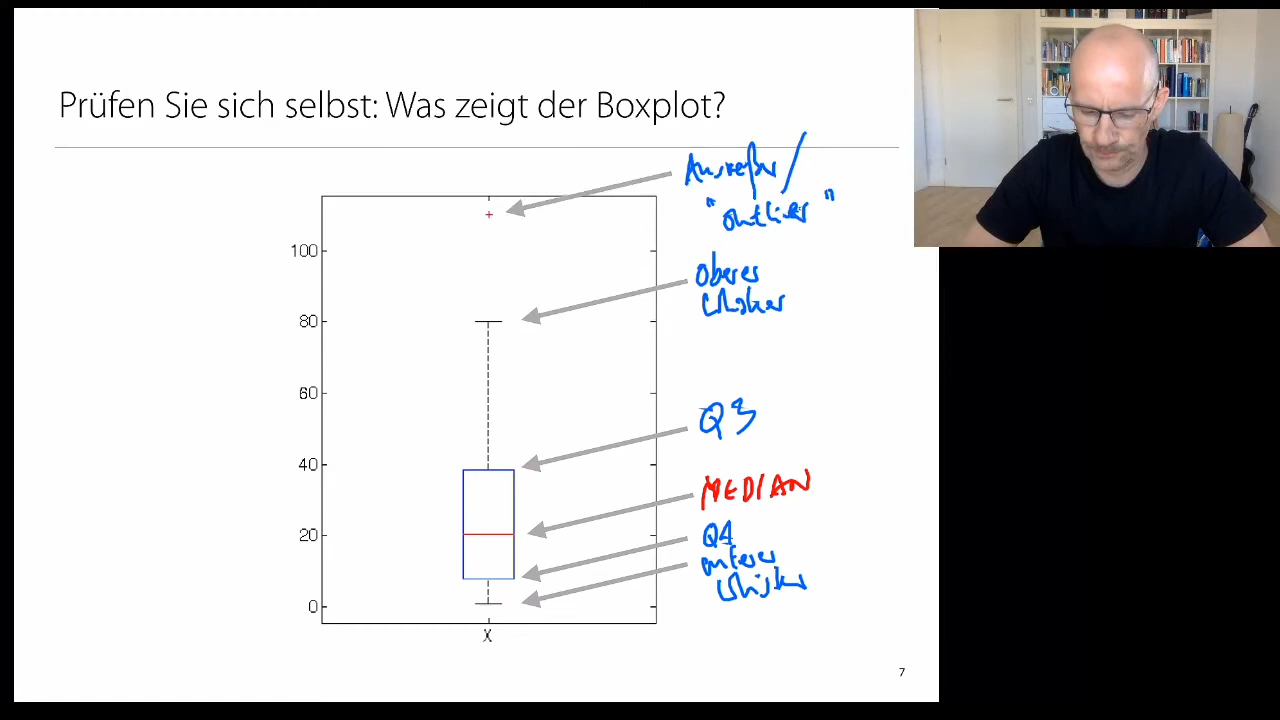 Prüfen Sie sich selbst: Was zeigt der Boxplot?
Ausreißer /
"outlier"
100
oberer
Whisker
80
60
Q3
40
MEDIAN
20
Q1
unterer
Whisker
0
X
7